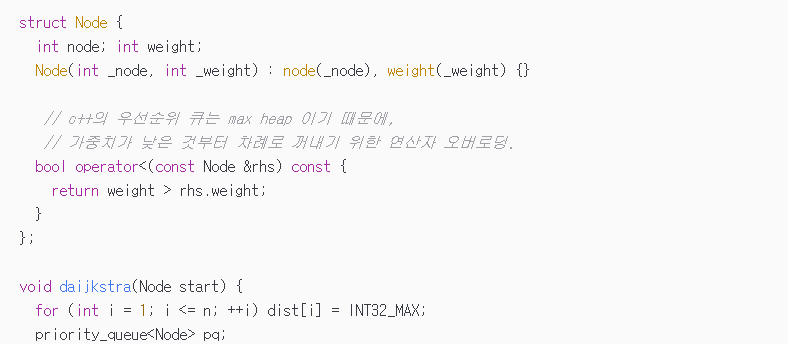 struct Node {
int node; int weight;
Node(int _node, int _weight) : node(_node), weight(_weight) {}
// c++의 우선순위 큐는 max heap 이기 때문에,
// 가중치가 낮은 것부터 차례로 꺼내기 위한 연산자 오버로딩.
bool operator<(const Node &rhs) const {
return weight > rhs.weight;
}
};
void daijkstra(Node start) {
for (int i = 1; i <= n; ++i) dist[i] = INT32_MAX;
priority_queue<Node> pq;